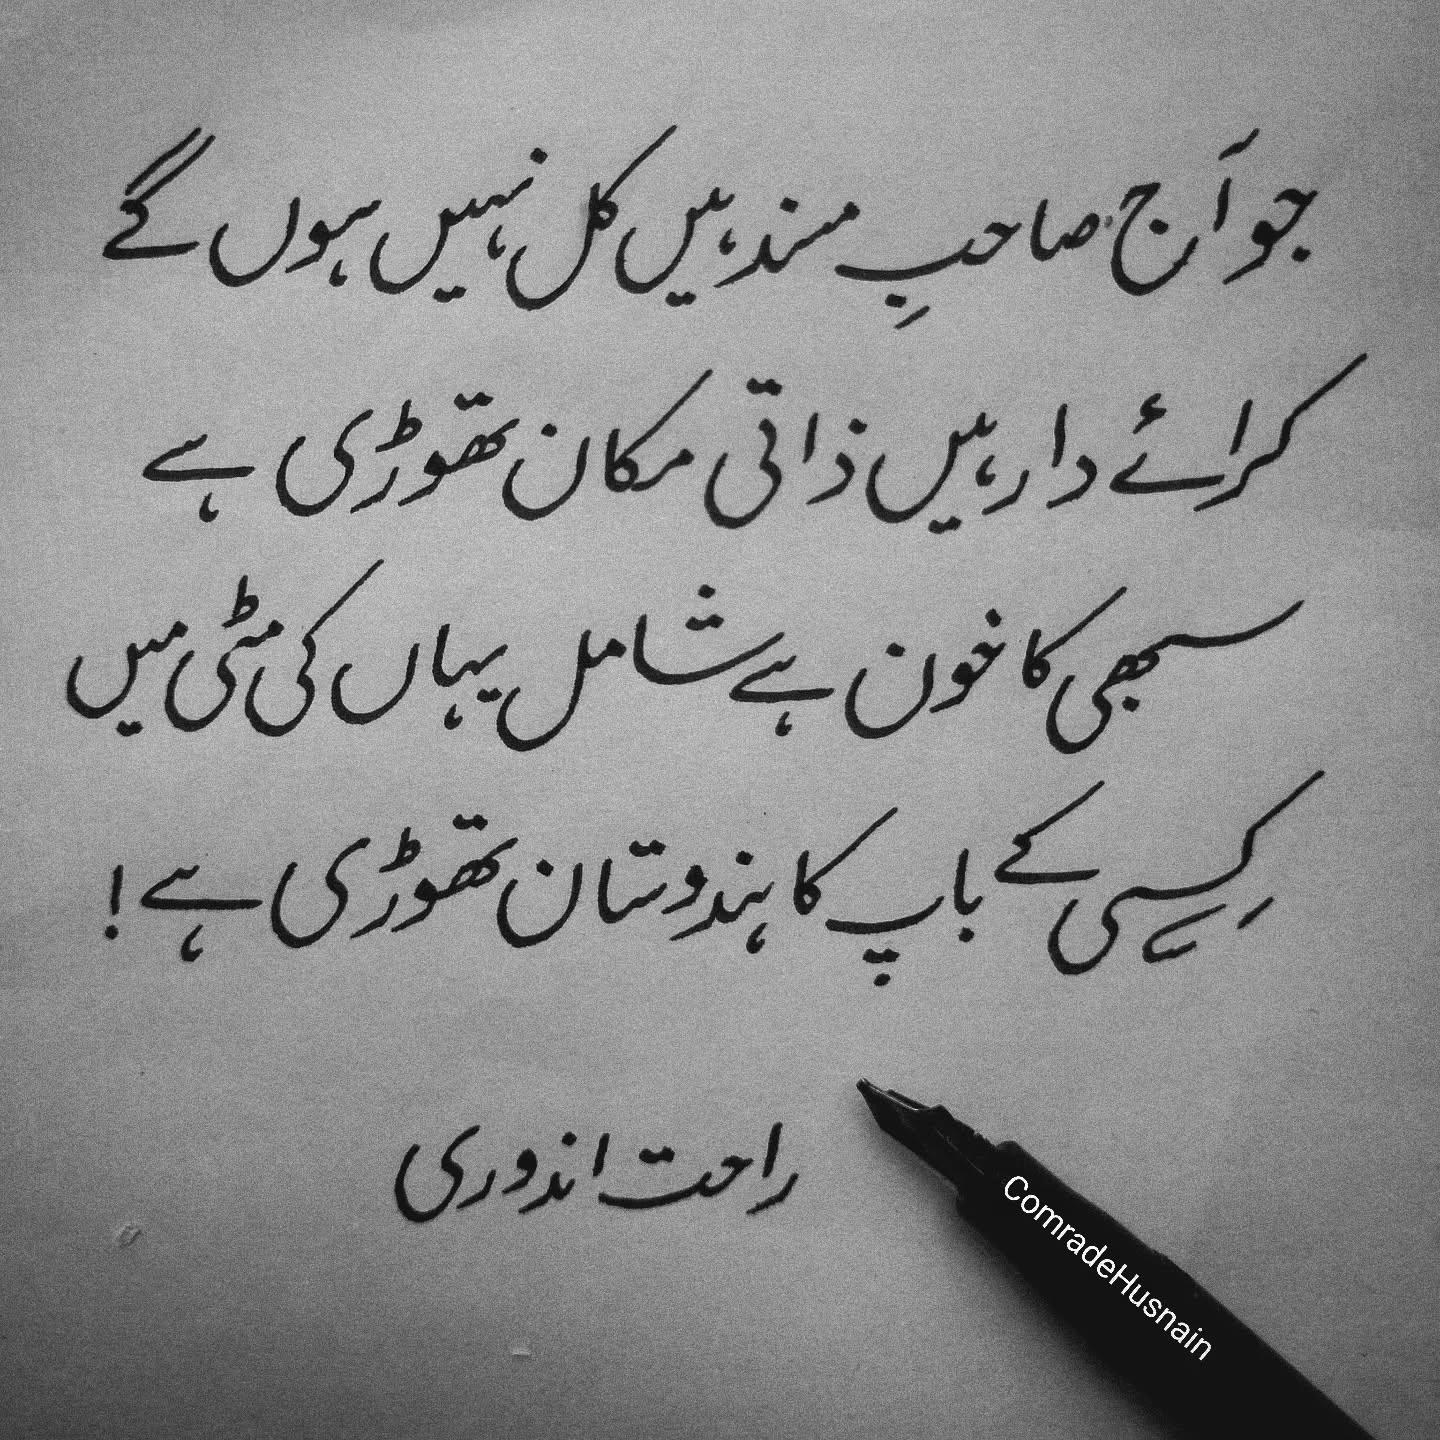 جو آج صاحبِ مسند ہیں کل نہیں ہوں گے
کرائے دار ہیں ذاتی مکان تھوڑی ہے
سبھی کا خون ہے شامل یہاں کی مٹی میں
کِسی کے باپ کا ہندوستان تھوڑی ہے !
راحت اندوری
ComradeHusnain